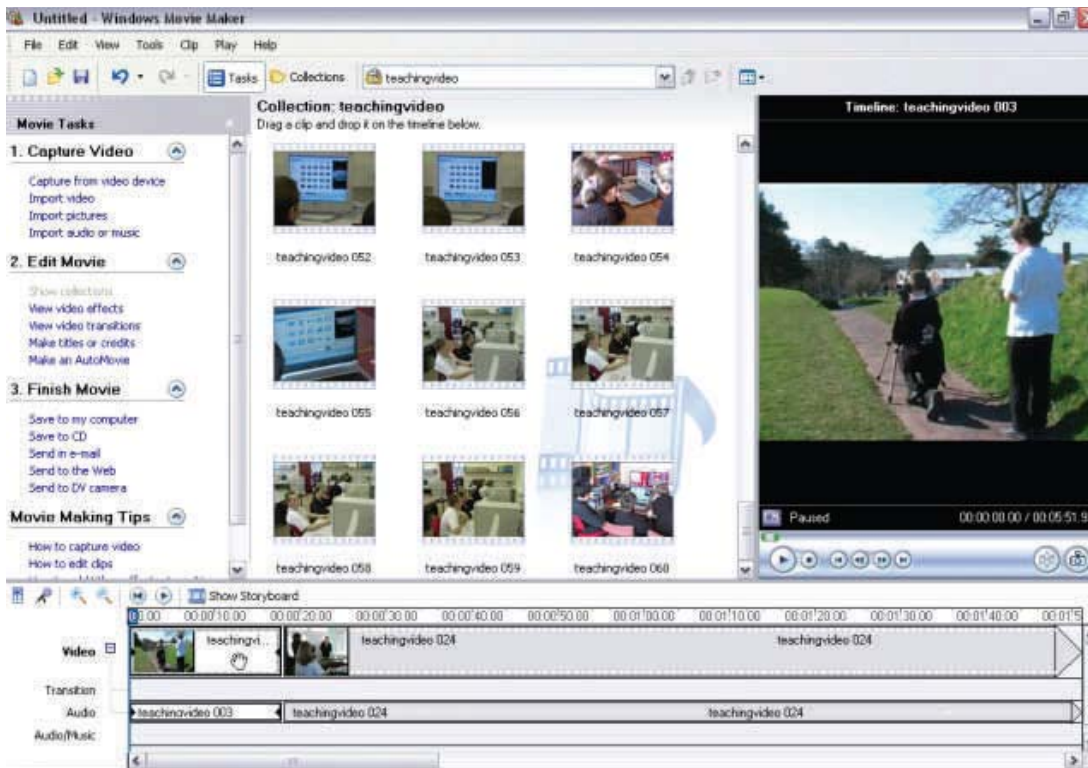 Untitled - Windows Movie Maker
File Edit View Tools Clip Play Help
Tasks Collections teachingvideo
Movie Tasks
1. Capture Video
Capture from video device
Import video
Import pictures
Import audio or music
2. Edit Movie
Show collections
View video effects
View video transitions
Make titles or credits
Make an AutoMovie
3. Finish Movie
Save to my computer
Save to CD
Send in e-mail
Send to the Web
Send to DV camera
Movie Making Tips
How to capture video
How to edit clips
Collection: teachingvideo
Drag a clip and drop it on the timeline below.
teachingvideo 052 teachingvideo 053 teachingvideo 054
teachingvideo 055 teachingvideo 056 teachingvideo 057
teachingvideo 058 teachingvideo 059 teachingvideo 060
Timeline: teachingvideo 003
Paused 00:00:00.00 / 00:05:51.9
Show Storyboard
00:00:10.00 00:00:20.00 00:00:30.00 00:00:40.00 00:00:50.00 00:01:00.00 00:01:10.00 00:01:20.00 00:01:30.00 00:01:40.00 00:01:5
Video teachingvi... teachingvideo 024 teachingvideo 024
Transition
Audio teachingvideo 003 teachingvideo 024 teachingvideo 024
Audio/Music